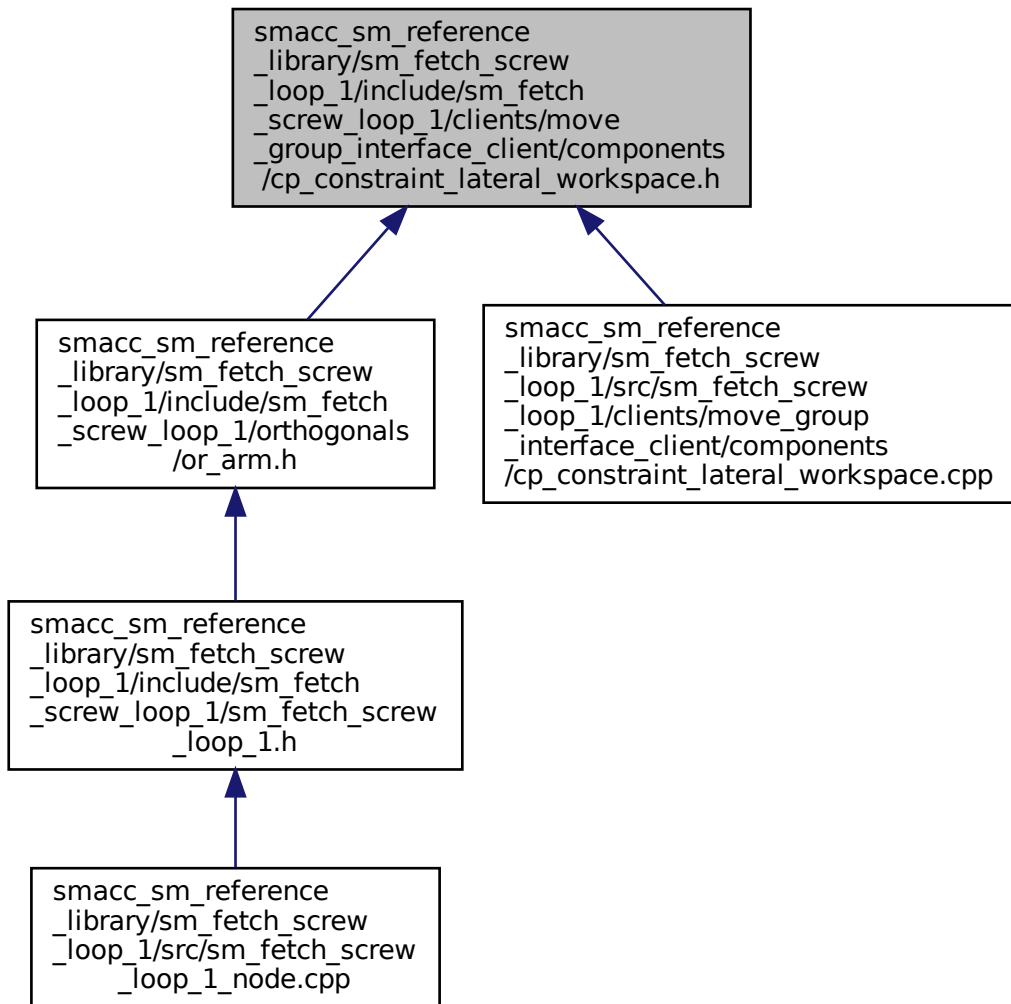 smacc_sm_reference
_library/sm_fetch_screw
_loop_1/include/sm_fetch
_screw_loop_1/clients/move
_group_interface_client/components
/cp_constraint_lateral_workspace.h
smacc_sm_reference
_library/sm_fetch_screw
_loop_1/include/sm_fetch
_screw_loop_1/orthogonals
/or_arm.h
smacc_sm_reference
_library/sm_fetch_screw
_loop_1/src/sm_fetch_screw
_loop_1/clients/move_group
_interface_client/components
/cp_constraint_lateral_workspace.cpp
smacc_sm_reference
_library/sm_fetch_screw
_loop_1/include/sm_fetch
_screw_loop_1/sm_fetch_screw
_loop_1.h
smacc_sm_reference
_library/sm_fetch_screw
_loop_1/src/sm_fetch_screw
_loop_1_node.cpp